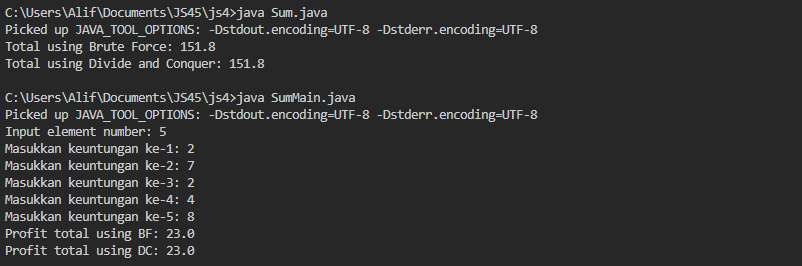 C:\Users\Alif\Documents\JS45\js4>java Sum.java
Picked up JAVA_TOOL_OPTIONS: -Dstdout.encoding=UTF-8 -Dstderr.encoding=UTF-8
Total using Brute Force: 151.8
Total using Divide and Conquer: 151.8
C:\Users\Alif\Documents\JS45\js4>java SumMain.java
Picked up JAVA_TOOL_OPTIONS: -Dstdout.encoding=UTF-8 -Dstderr.encoding=UTF-8
Input element number: 5
Masukkan keuntungan ke-1: 2
Masukkan keuntungan ke-2: 7
Masukkan keuntungan ke-3: 2
Masukkan keuntungan ke-4: 4
Masukkan keuntungan ke-5: 8
Profit total using BF: 23.0
Profit total using DC: 23.0